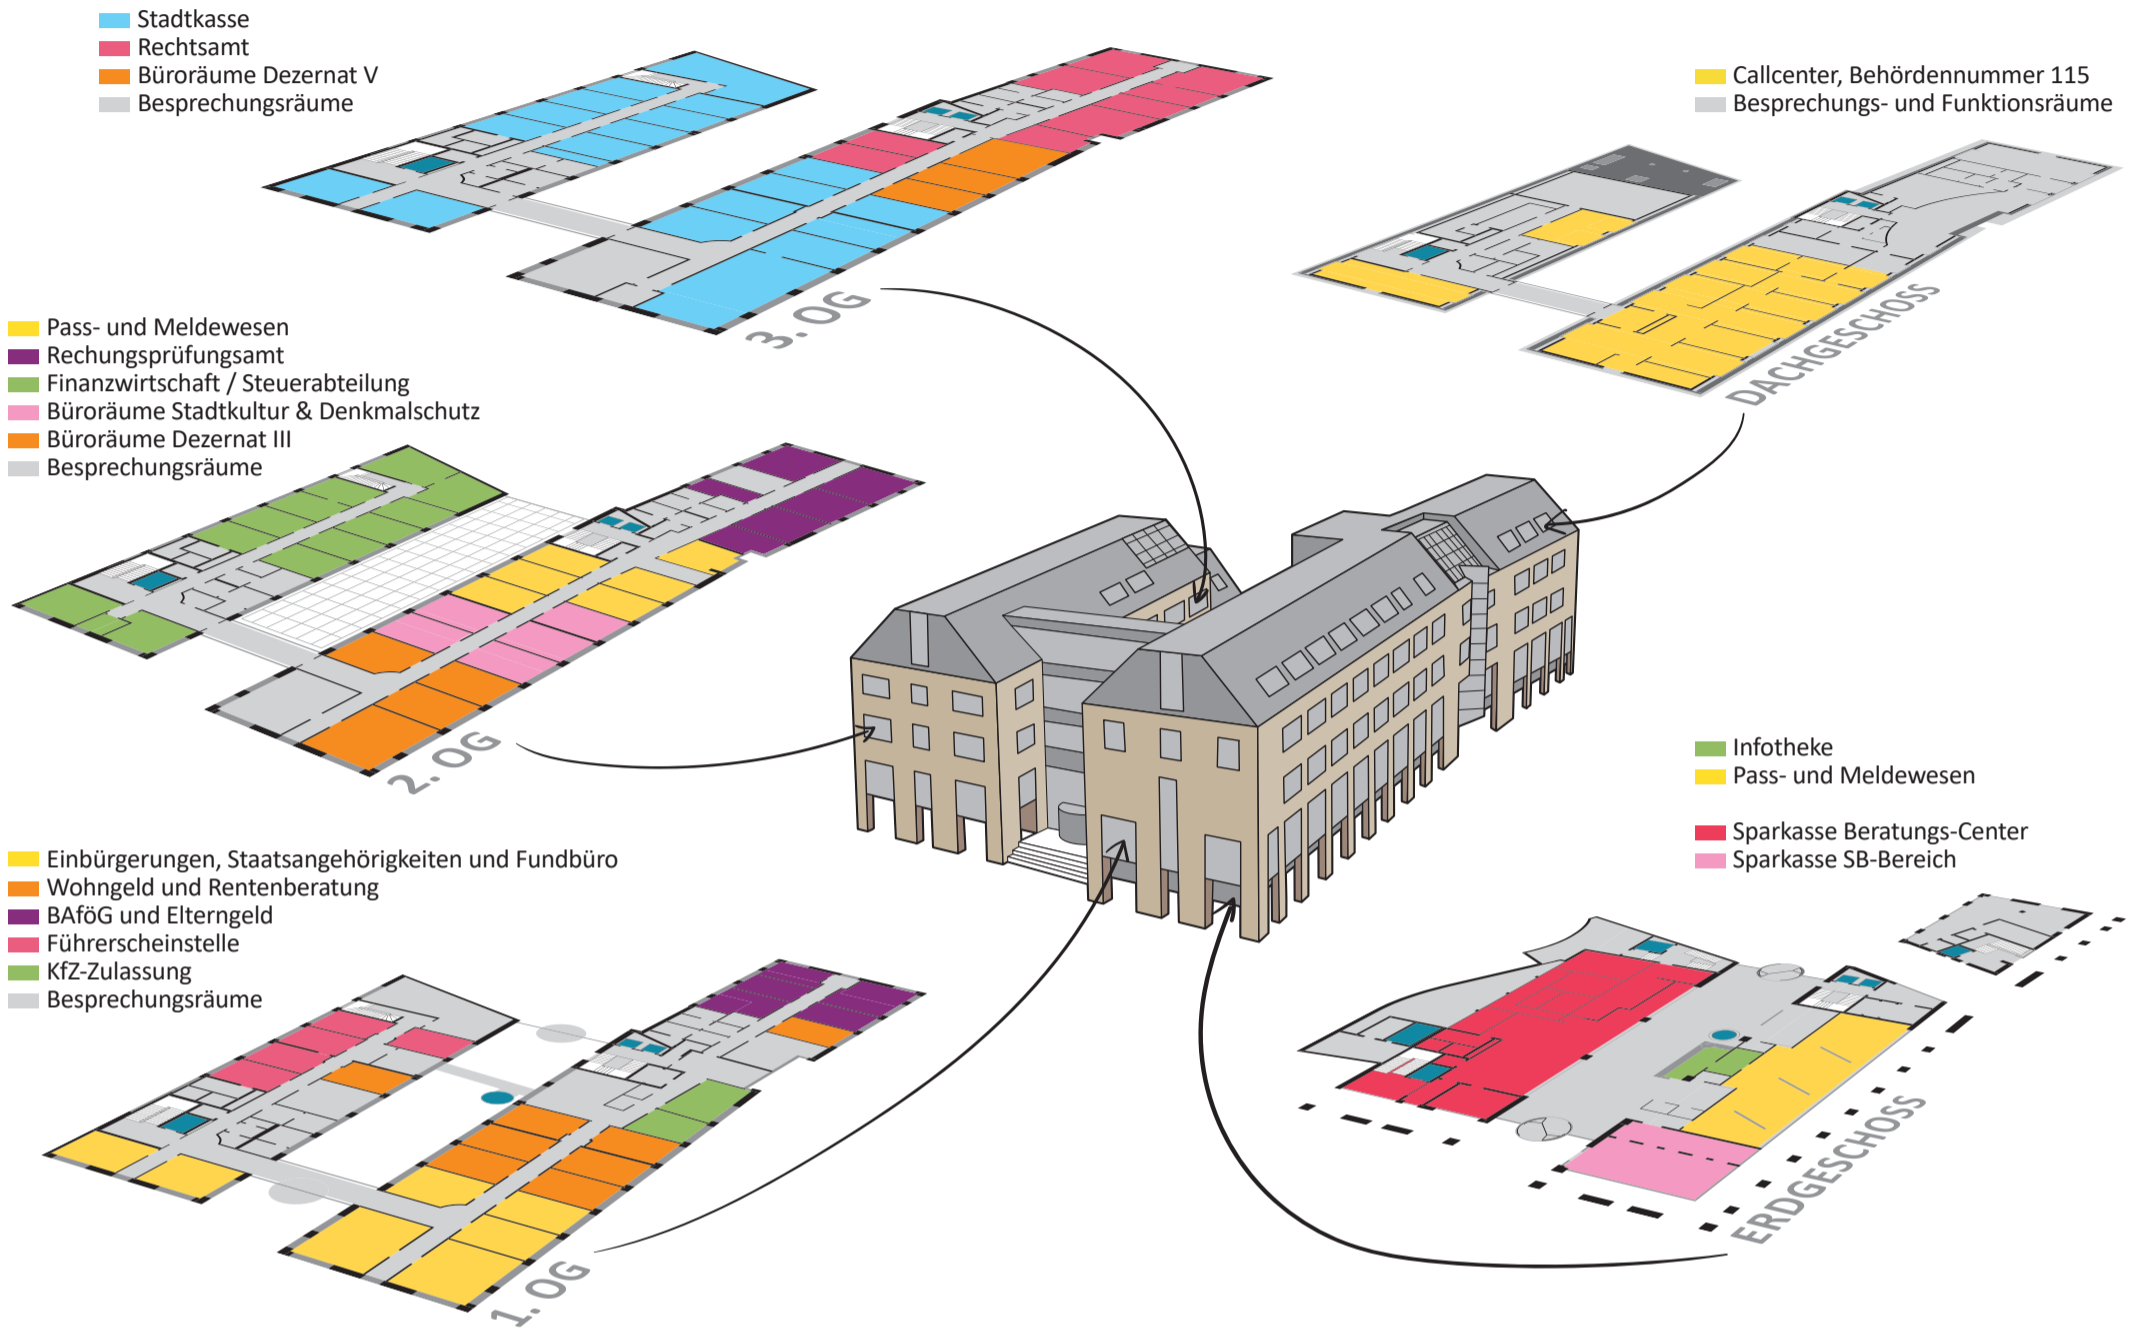 Stadtkasse
Rechtsamt
Büroräume Dezernat V
Besprechungsräume
3. OG
Callcenter, Behördennummer 115
Besprechungs- und Funktionsräume
DACHGESCHOSS
Pass- und Meldewesen
Rechungsprüfungsamt
Finanzwirtschaft / Steuerabteilung
Büroräume Stadtkultur & Denkmalschutz
Büroräume Dezernat III
Besprechungsräume
2. OG
Infotheke
Pass- und Meldewesen
Sparkasse Beratungs-Center
Sparkasse SB-Bereich
ERDGESCHOSS
Einbürgerungen, Staatsangehörigkeiten und Fundbüro
Wohngeld und Rentenberatung
BAföG und Elterngeld
Führerscheinstelle
KfZ-Zulassung
Besprechungsräume
1. OG